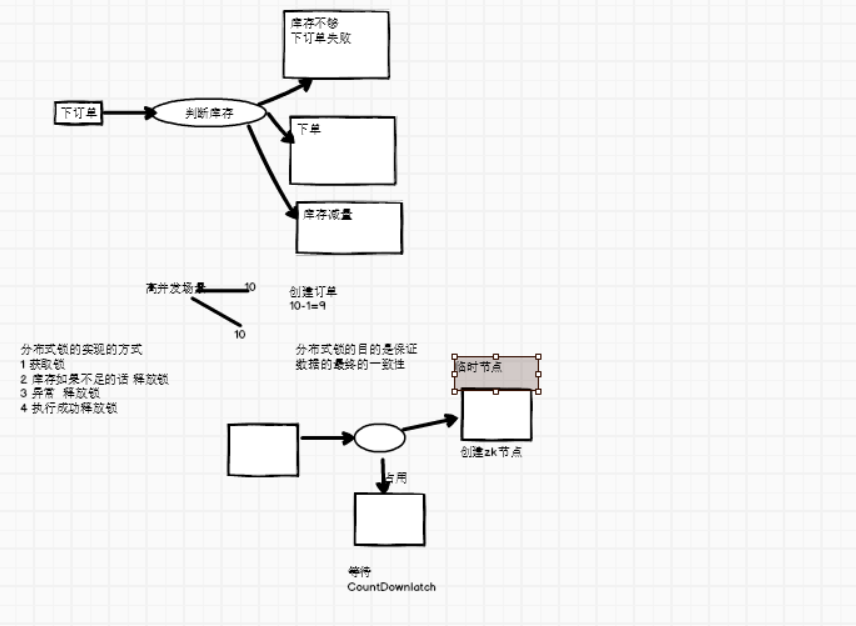 库存不够
下订单失败
下订单
判断库存
下单
库存减量
高并发场景
10
10
创建订单
10-1=9
分布式锁的实现的方式
1 获取锁
2 库存如果不足的话 释放锁
3 异常 释放锁
4 执行成功释放锁
分布式锁的目的是保证
数据的最终的一致性
临时节点
创建zk节点
占用
等待
CountDownlatch